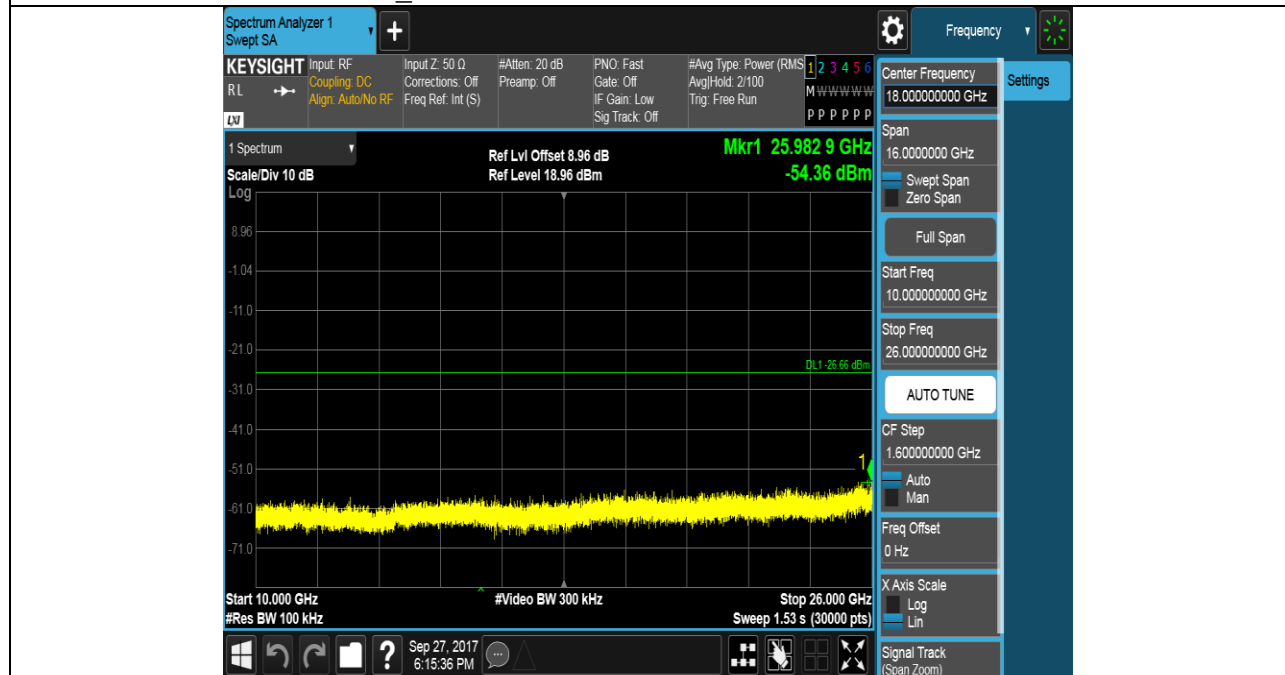 Spectrum Analyzer 1
Swept SA
+
Frequency
KEYSIGHT
RL
LXI
Input: RF
Coupling: DC
Align: Auto/No RF
Input Z: 50 Ω
Corrections: Off
Freq Ref: Int (S)
#Atten: 20 dB
Preamp: Off
PNO: Fast
Gate: Off
IF Gain: Low
Sig Track: Off
#Avg Type: Power (RMS
Avg|Hold: 2/100
Trig: Free Run
1 2 3 4 5 6
M W W W W W
P P P P P P
1 Spectrum
Scale/Div 10 dB
Log
Ref Lvl Offset 8.96 dB
Ref Level 18.96 dBm
Mkr1 25.982 9 GHz
-54.36 dBm
8.96
-1.04
-11.0
-21.0
DL1 -26.66 dBm
-31.0
-41.0
-51.0
1
-61.0
-71.0
Start 10.000 GHz
#Res BW 100 kHz
#Video BW 300 kHz
Stop 26.000 GHz
Sweep 1.53 s (30000 pts)
?
Sep 27, 2017
6:15:36 PM
Center Frequency
18.000000000 GHz
Settings
Span
16.0000000 GHz
Swept Span
Zero Span
Full Span
Start Freq
10.000000000 GHz
Stop Freq
26.000000000 GHz
AUTO TUNE
CF Step
1.600000000 GHz
Auto
Man
Freq Offset
0 Hz
X Axis Scale
Log
Lin
Signal Track
(Span Zoom)